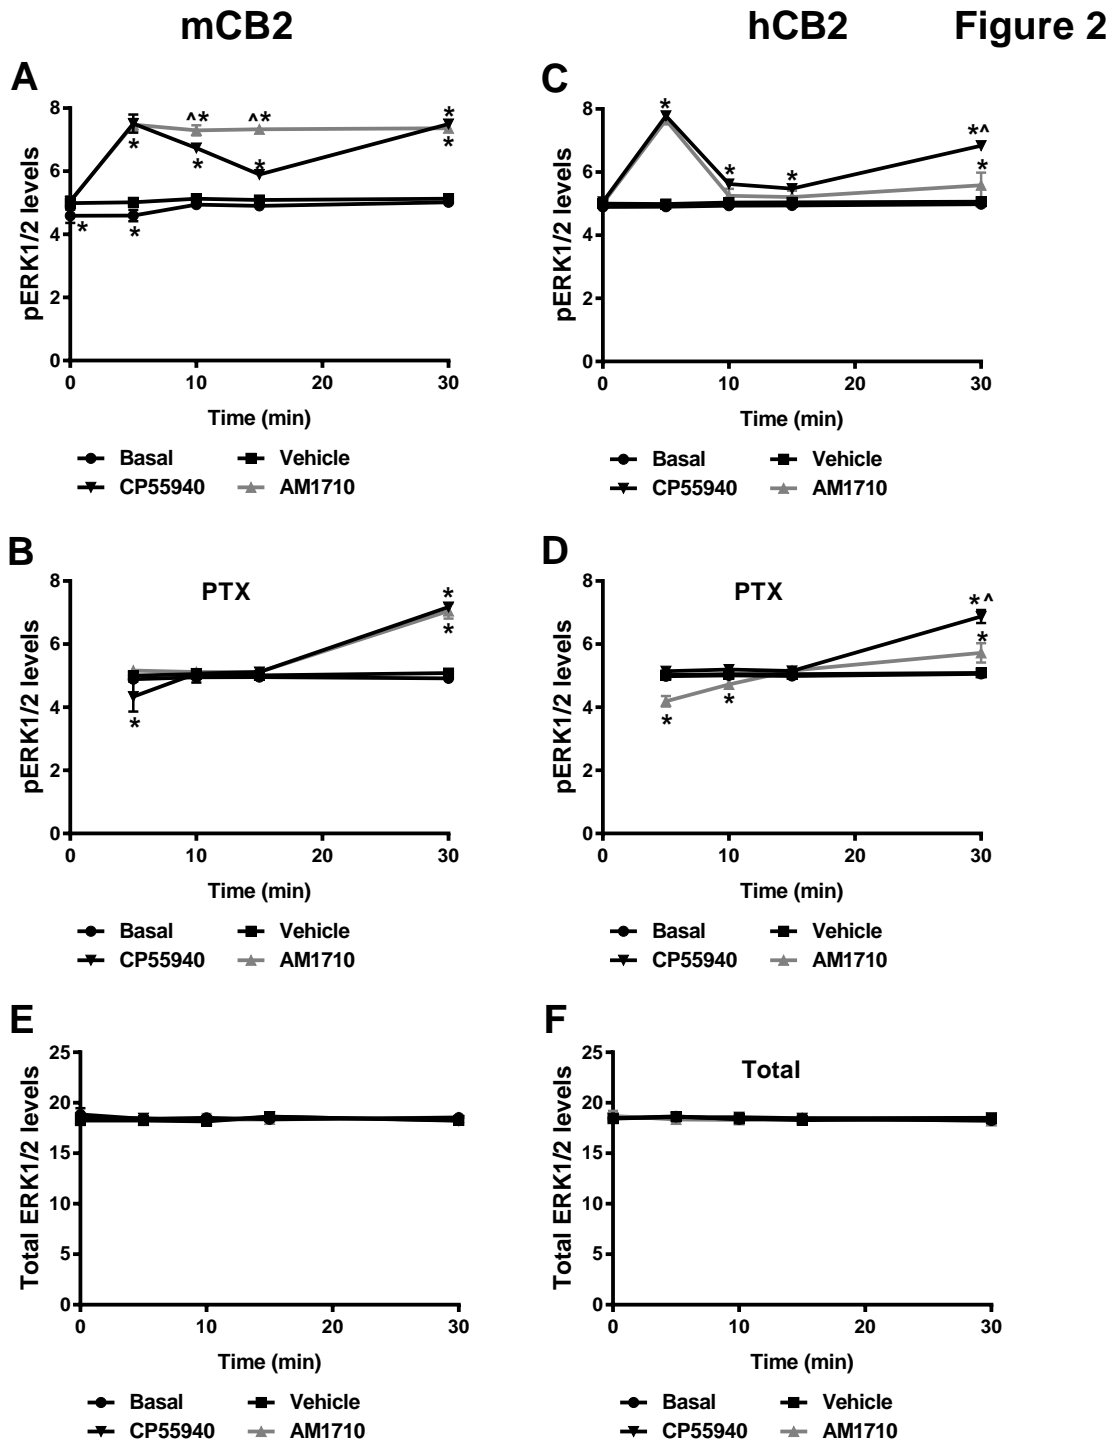 mCB2 hCB2 Figure 2
A
8
6
4
2
0
pERK1/2 levels
^* ^* *
* * * *
* *
0 10 20 30
Time (min)
Basal Vehicle
CP55940 AM1710
C
8
6
4
2
0
pERK1/2 levels
* *^
* * *
0 10 20 30
Time (min)
Basal Vehicle
CP55940 AM1710
B
PTX
8
6
4
2
0
pERK1/2 levels
*
*
*
0 10 20 30
Time (min)
Basal Vehicle
CP55940 AM1710
D
PTX
8
6
4
2
0
pERK1/2 levels
*^
*
* *
0 10 20 30
Time (min)
Basal Vehicle
CP55940 AM1710
E
25
20
15
10
5
0
Total ERK1/2 levels
0 10 20 30
Time (min)
Basal Vehicle
CP55940 AM1710
F
Total
25
20
15
10
5
0
Total ERK1/2 levels
0 10 20 30
Time (min)
Basal Vehicle
CP55940 AM1710